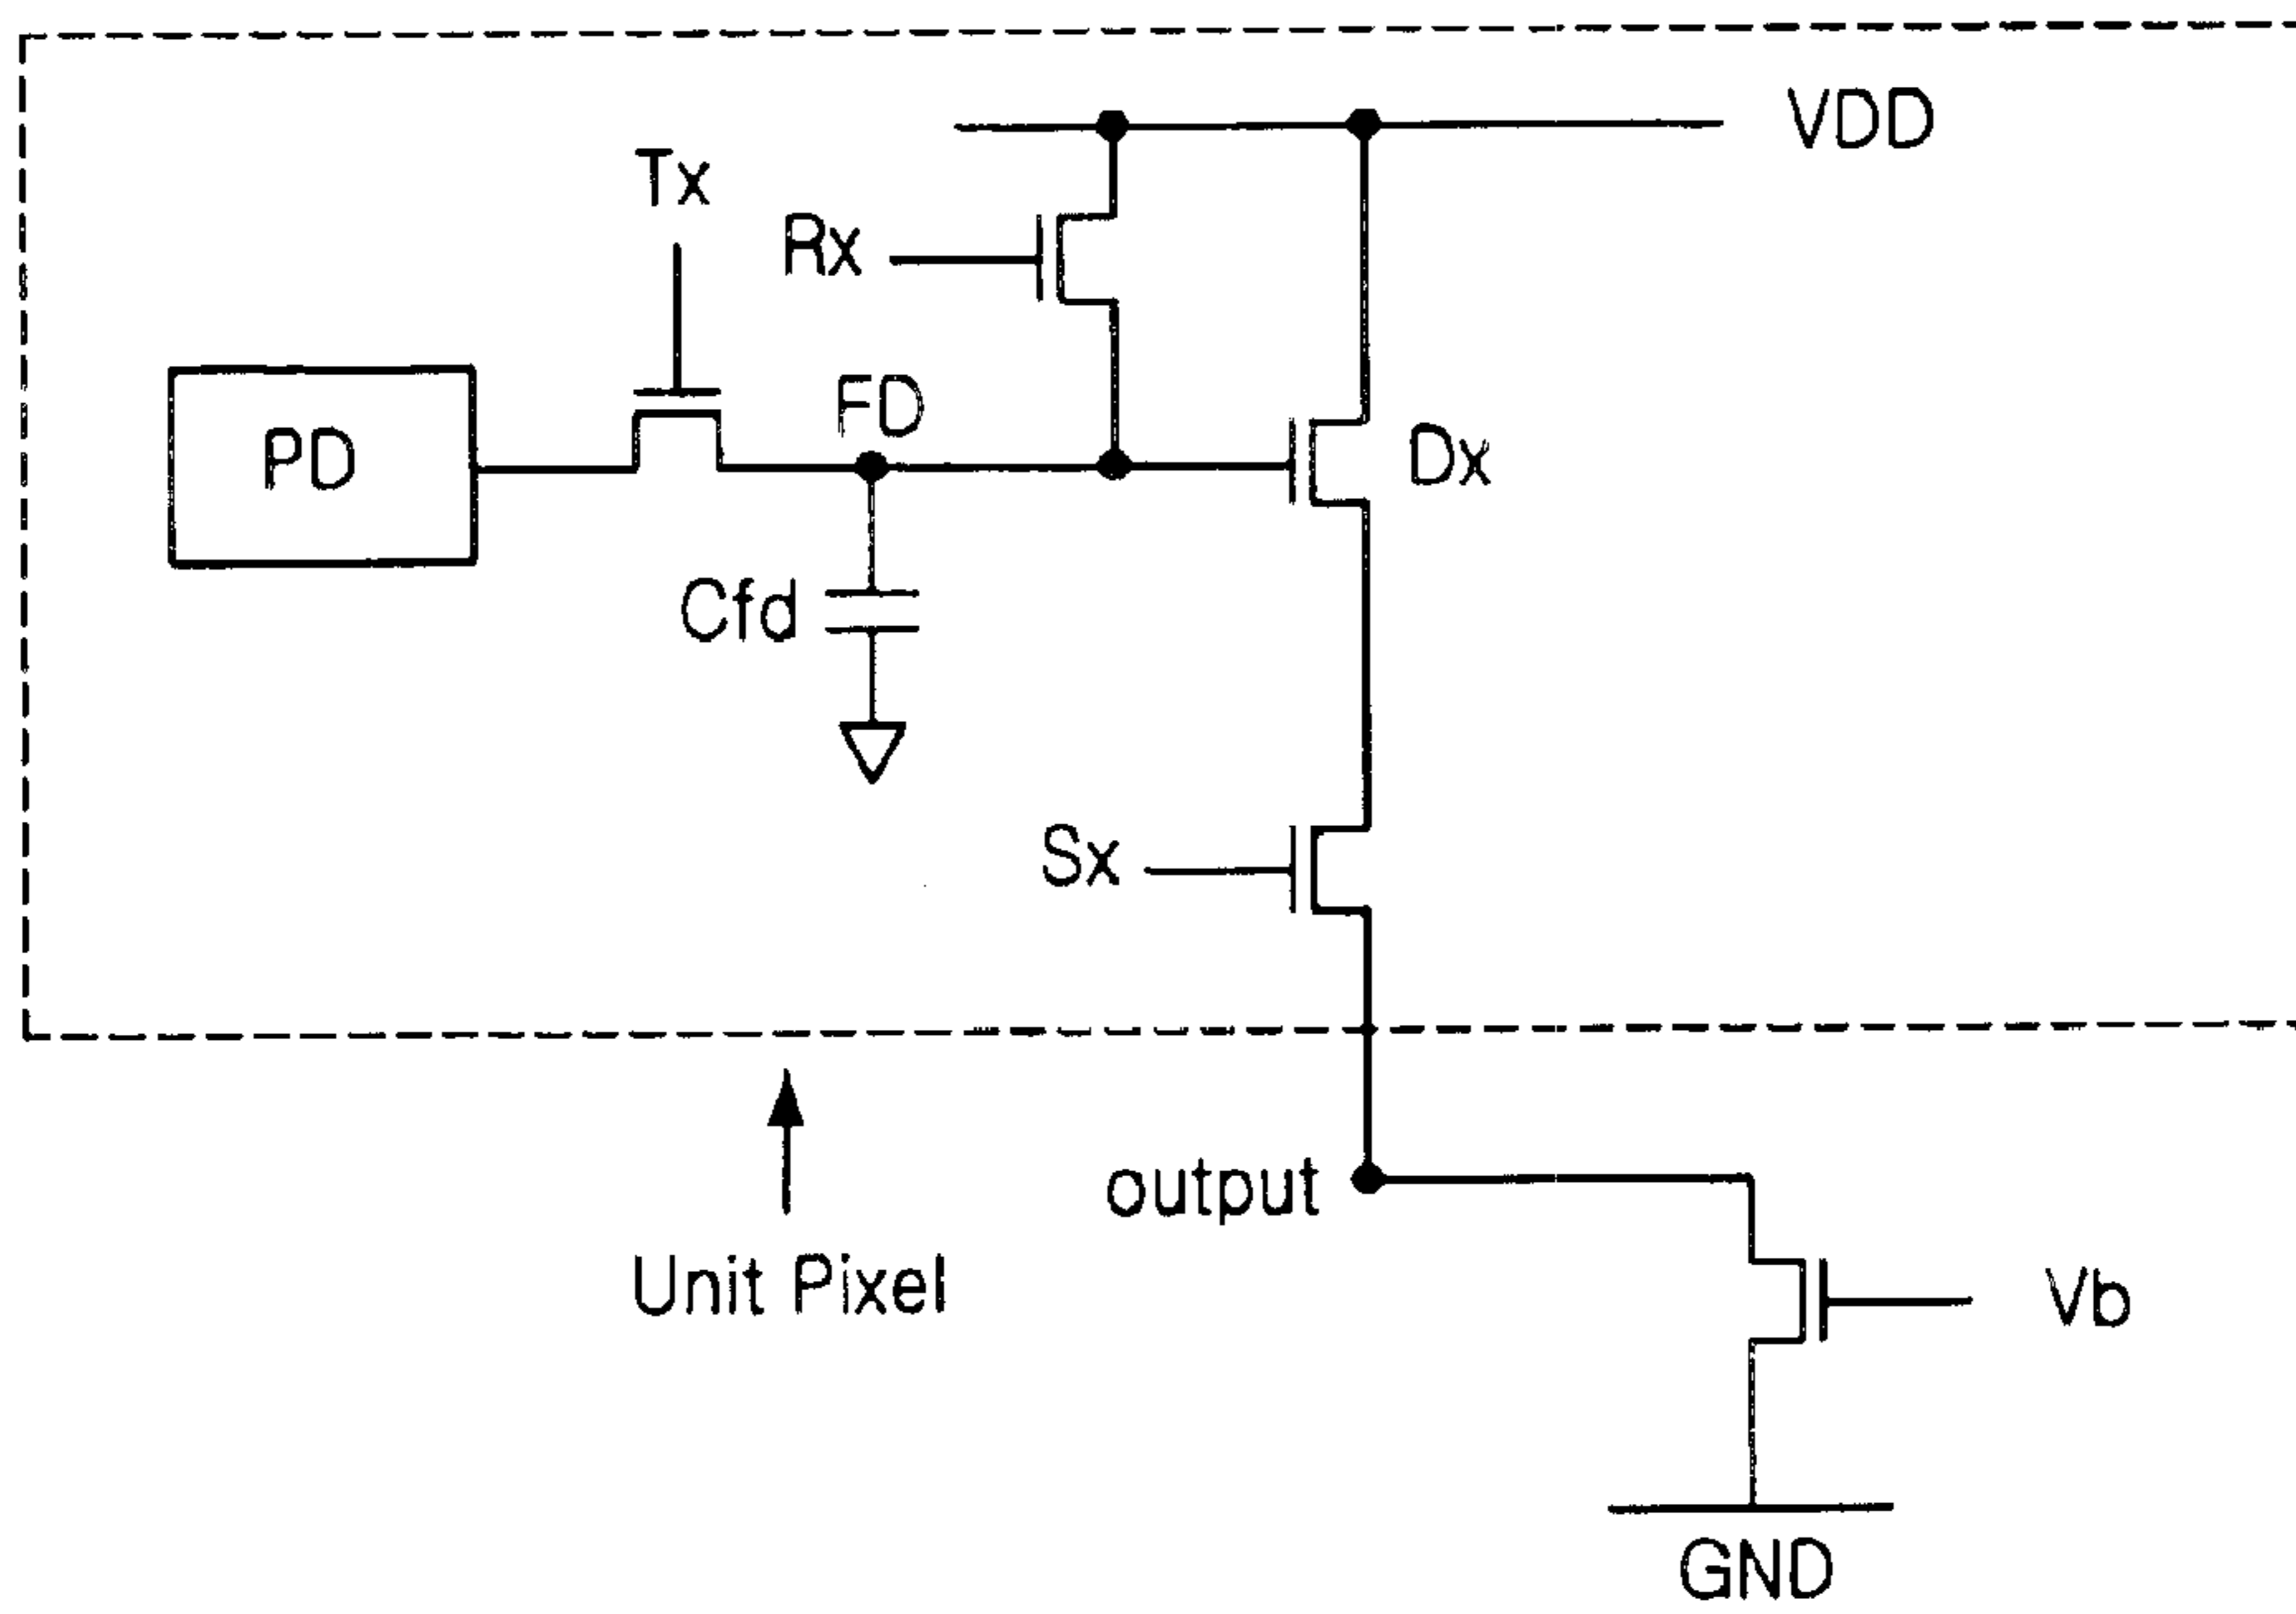 VDD
Tx
Rx
FD
PD
Dx
Cfd
Sx
output
Unit Pixel
Vb
GND